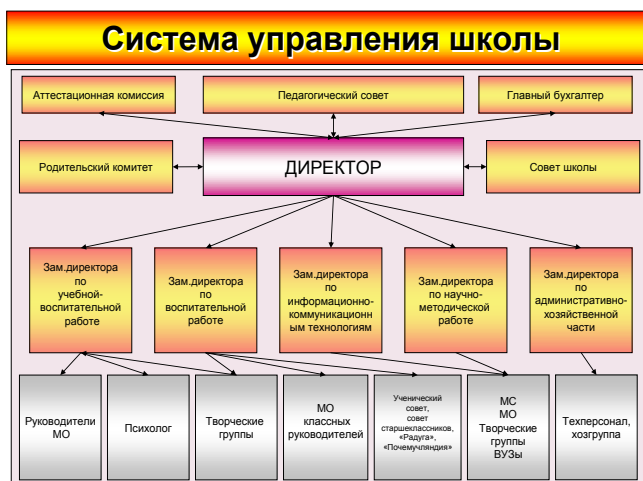 Система управления школы
Аттестационная комиссия
Педагогический совет
Главный бухгалтер
Родительский комитет
ДИРЕКТОР
Совет школы
Зам.директора
по
учебной-
воспитательной
работе
Зам.директора
по
воспитательной
работе
Зам.директора
по
информационно-
коммуникацион
ным технологиям
Зам.директора
по научно-
методической
работе
Зам.директора
по
административно-
хозяйственной
части
Руководители
МО
Психолог
Творческие
группы
МО
классных
руководителей
Ученический
совет,
совет
старшеклассников,
«Радуга»,
«Почемучляндия»
МС
МО
Творческие
группы
ВУЗы
Техперсонал,
хозгруппа